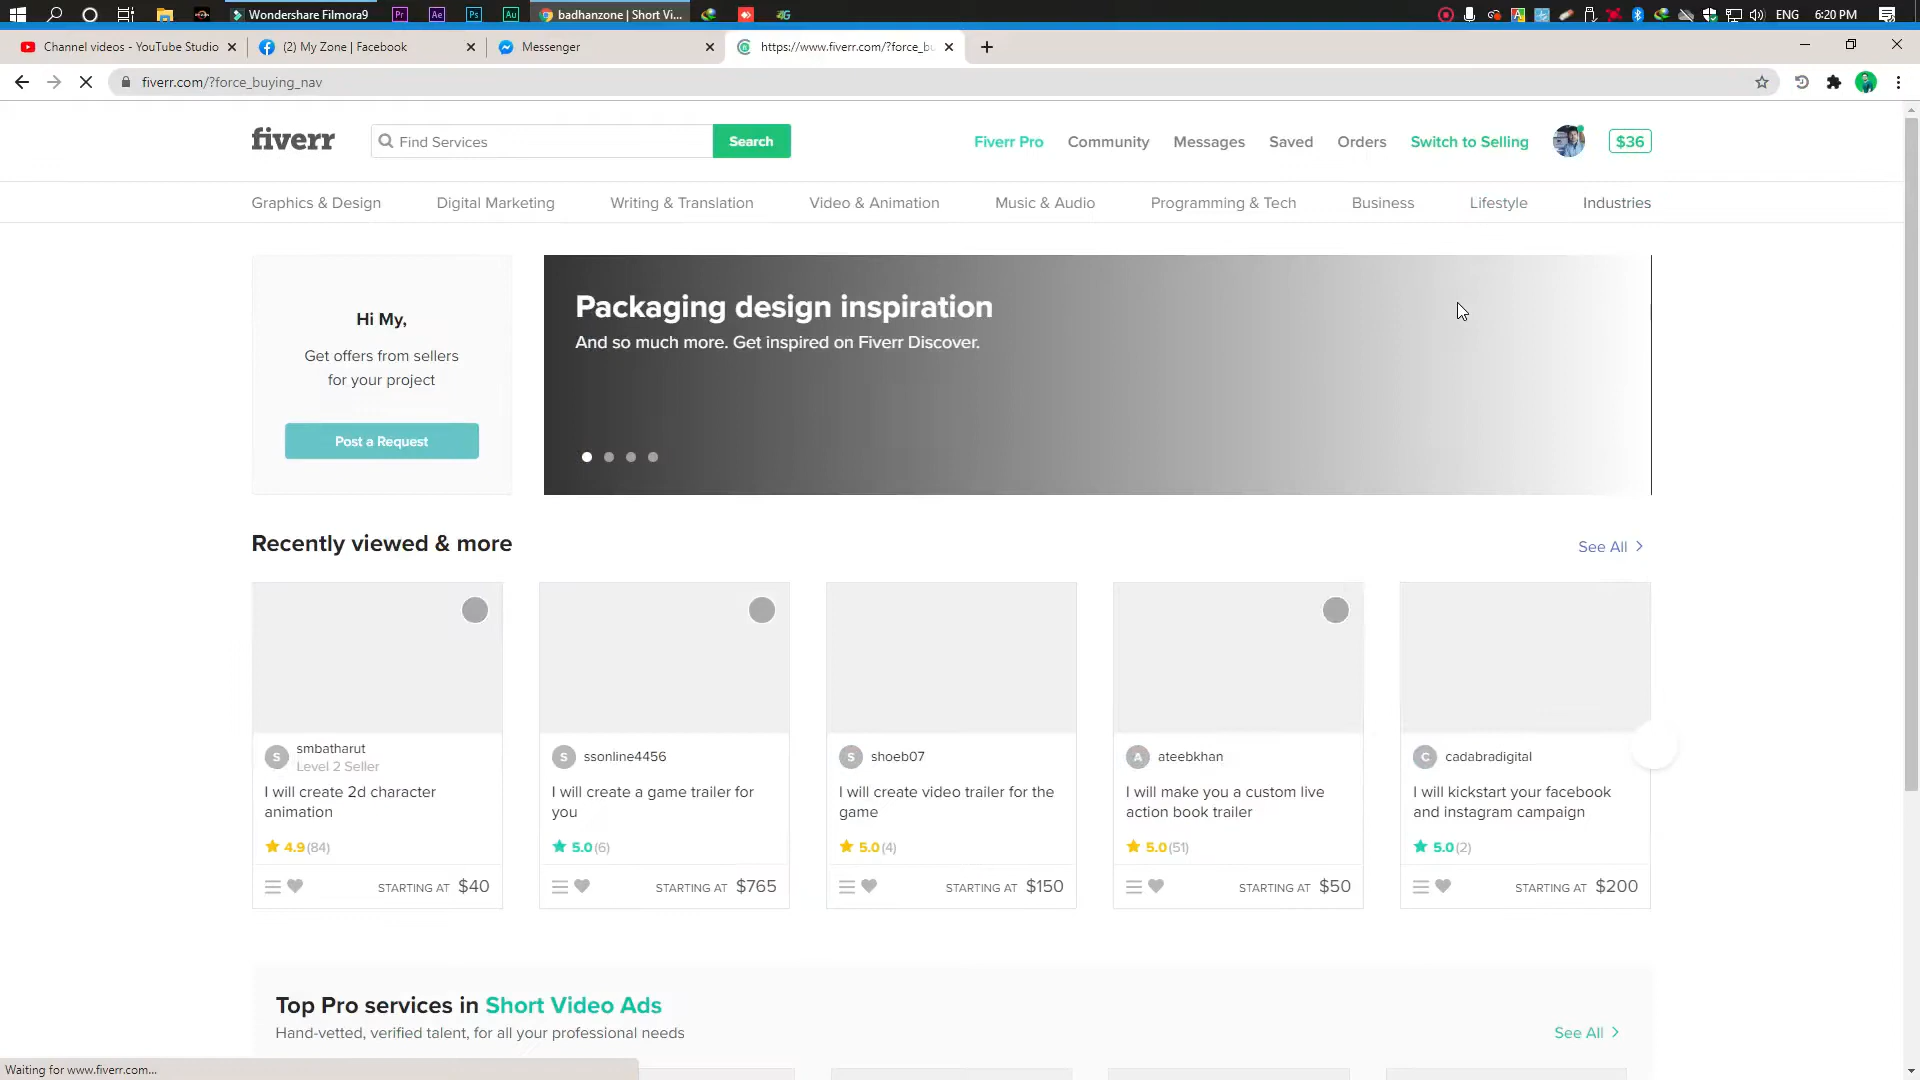 Wondershare Filmora9
badhanzone | Short Vi...
ENG
6:20 PM
Channel videos - YouTube Studio
(2) My Zone | Facebook
Messenger
https://www.fiverr.com/?force_bu
fiverr.com/?force_buying_nav
fiverr
Find Services
Search
Fiverr Pro
Community
Messages
Saved
Orders
Switch to Selling
$36
Graphics & Design
Digital Marketing
Writing & Translation
Video & Animation
Music & Audio
Programming & Tech
Business
Lifestyle
Industries
Hi My,
Get offers from sellers
for your project
Post a Request
Packaging design inspiration
And so much more. Get inspired on Fiverr Discover.
Recently viewed & more
See All
S
smbatharut
Level 2 Seller
I will create 2d character
animation
4.9 (84)
STARTING AT $40
S
ssonline4456
I will create a game trailer for
you
5.0 (6)
STARTING AT $765
S
shoeb07
I will create video trailer for the
game
5.0 (4)
STARTING AT $150
A
ateebkhan
I will make you a custom live
action book trailer
5.0 (51)
STARTING AT $50
C
cadabradigital
I will kickstart your facebook
and instagram campaign
5.0 (2)
STARTING AT $200
Top Pro services in Short Video Ads
Hand-vetted, verified talent, for all your professional needs
See All
Waiting for www.fiverr.com...